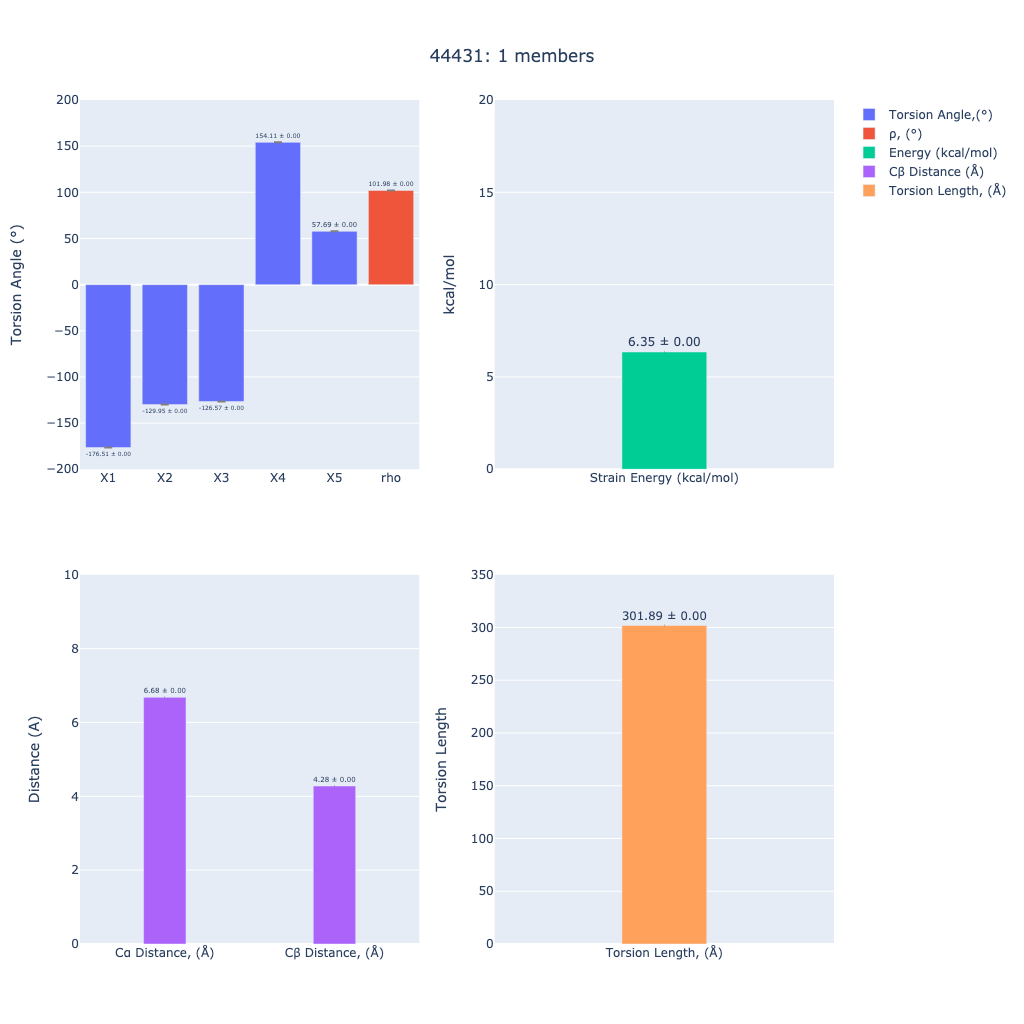 44431: 1 members
Torsion Angle (°)
200
150
100
50
0
−50
−100
−150
−200
-176.51 ± 0.00
-129.95 ± 0.00
-126.57 ± 0.00
154.11 ± 0.00
57.69 ± 0.00
101.98 ± 0.00
X1 X2 X3 X4 X5 rho
kcal/mol
20
15
10
5
0
6.35 ± 0.00
Strain Energy (kcal/mol)
Torsion Angle,(°)
ρ, (°)
Energy (kcal/mol)
Cβ Distance (Å)
Torsion Length, (Å)
Distance (A)
10
8
6
4
2
0
6.68 ± 0.00
4.28 ± 0.00
Cα Distance, (Å) Cβ Distance, (Å)
Torsion Length
350
300
250
200
150
100
50
0
301.89 ± 0.00
Torsion Length, (Å)